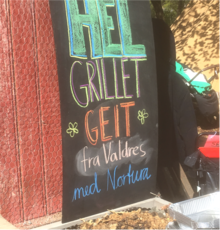 HEL
GRILLET
GEIT
fra Valdres
med Nortura